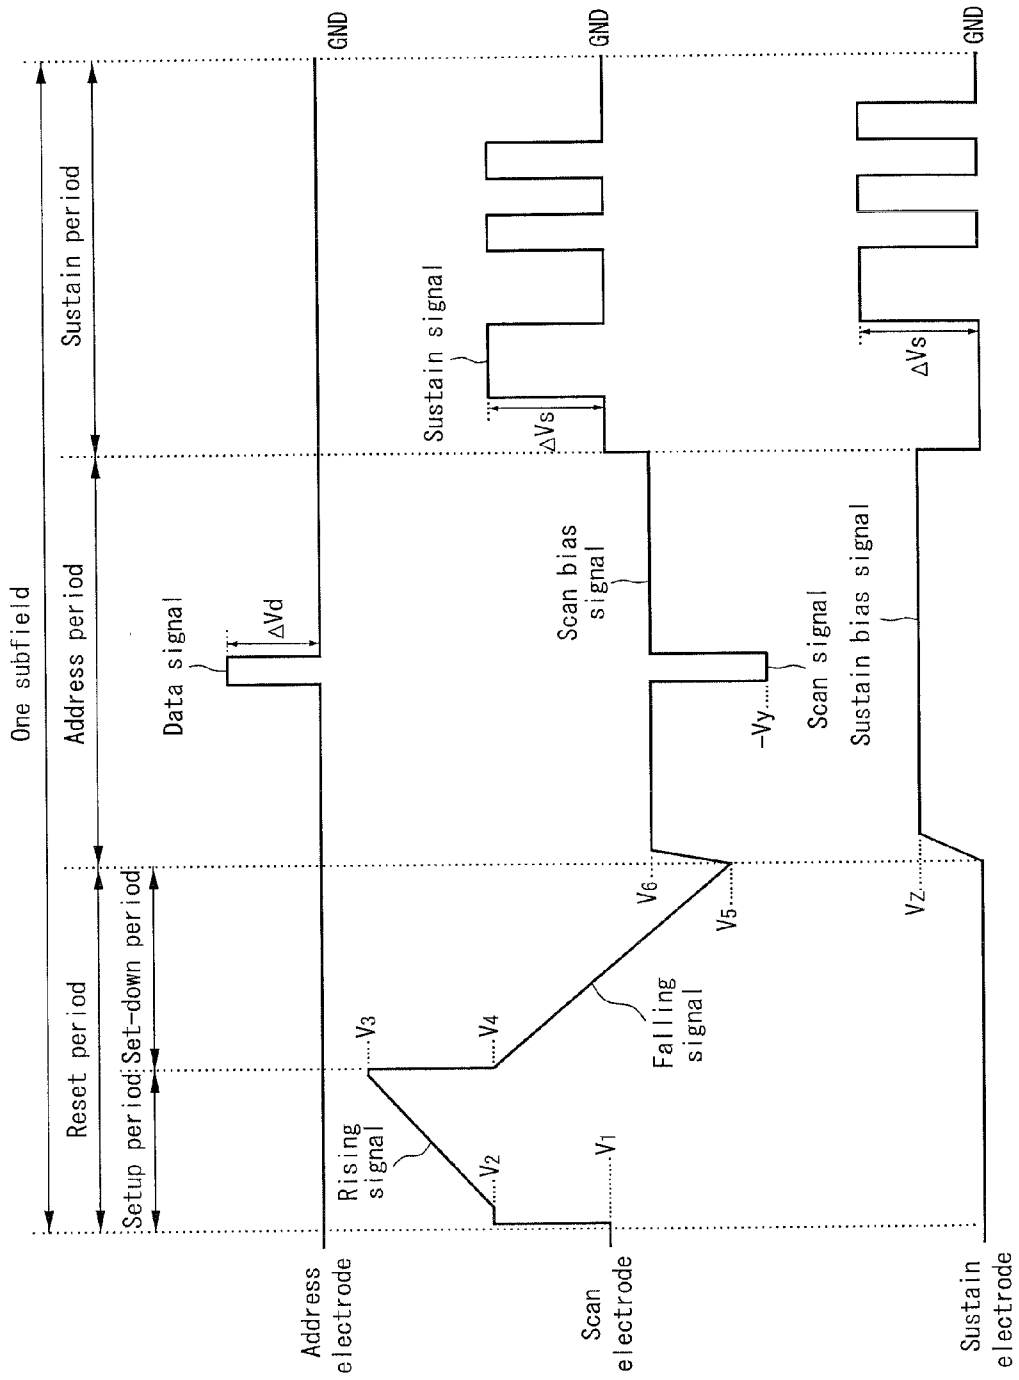 One subfield
Reset period
Address period
Sustain period
Setup period
Set-down period
Data signal
ΔVd
Address
electrode
GND
Rising
signal
V3
V2
V4
V1
Falling
signal
V6
V5
Scan bias
signal
-Vy
Scan signal
Sustain signal
ΔVs
Scan
electrode
GND
Sustain bias signal
Vz
ΔVs
Sustain
electrode
GND